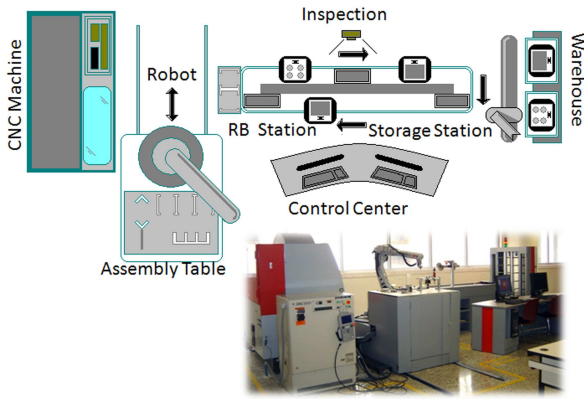 Inspection
CNC Machine
Robot
Warehouse
RB Station
Storage Station
Control Center
Assembly Table